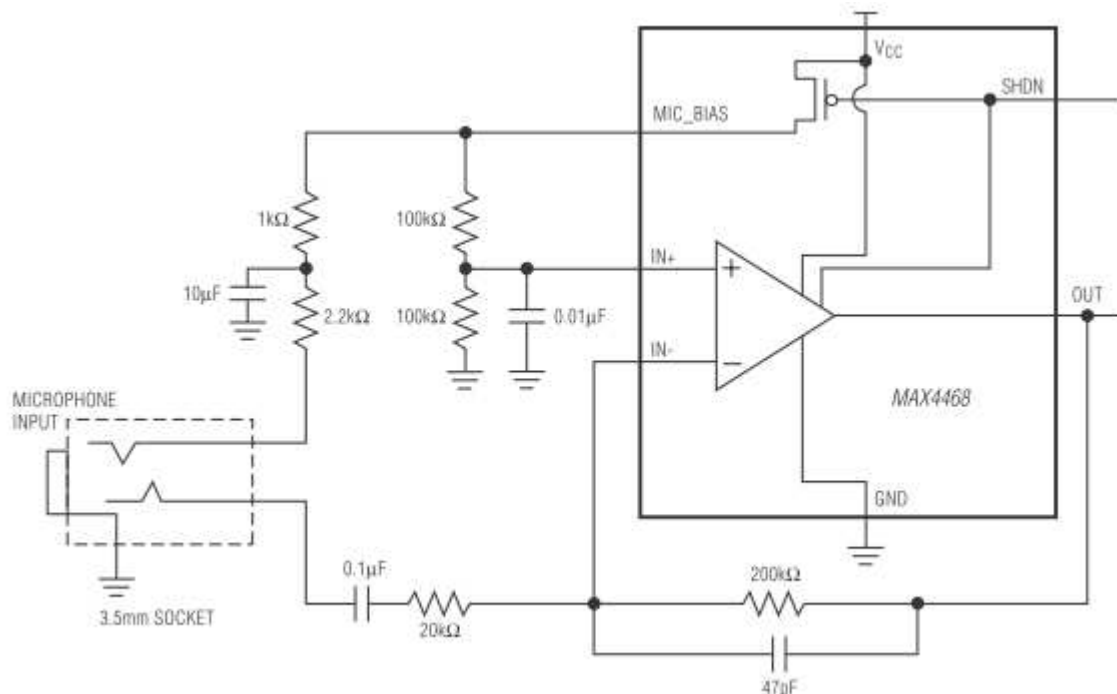 VCC
SHDN
MIC_BIAS
1kΩ
100kΩ
IN+
10µF
2.2kΩ
100kΩ
0.01µF
OUT
IN-
MAX4468
MICROPHONE
INPUT
GND
0.1µF
200kΩ
3.5mm SOCKET
20kΩ
47pF